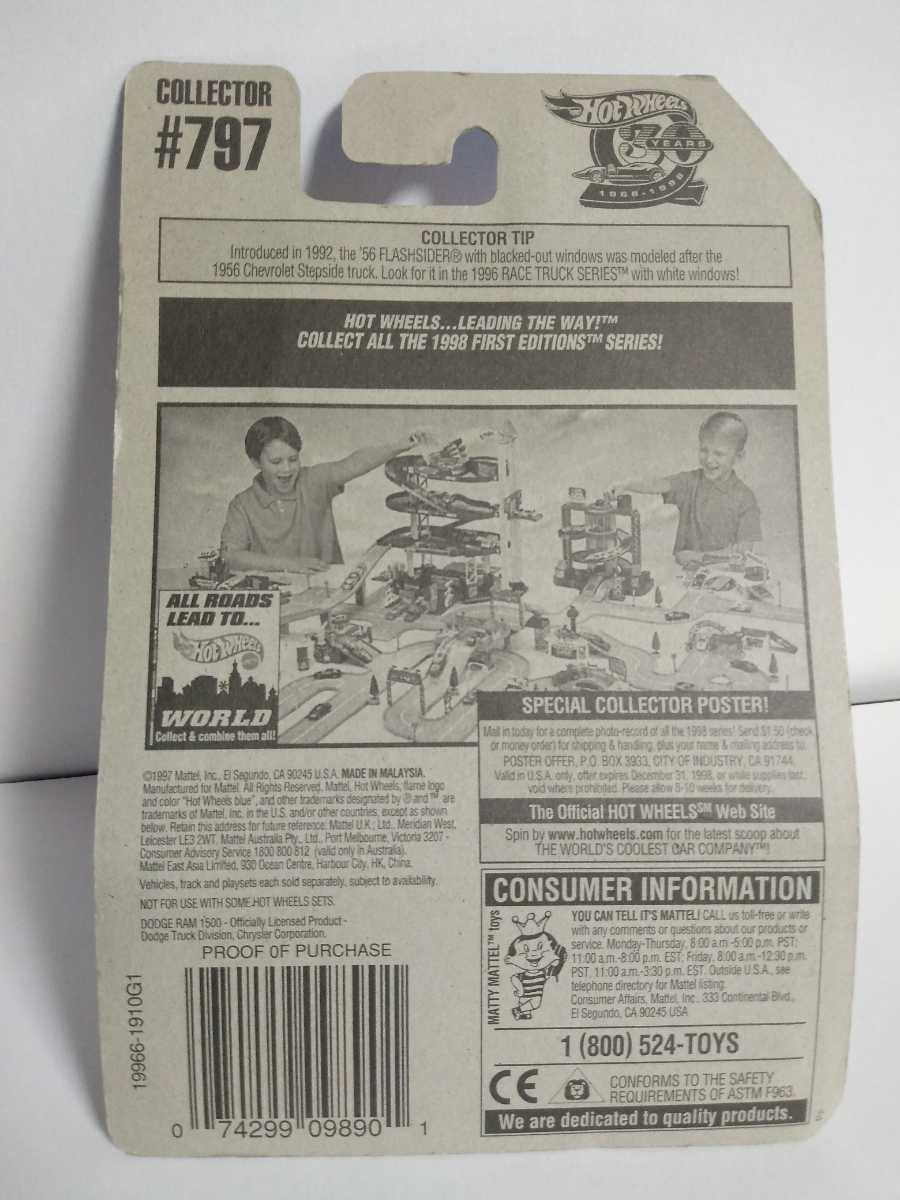 COLLECTOR
#797
Hot Wheels
30
YEARS
1968-1998
COLLECTOR TIP
Introduced in 1992, the '56 FLASHSIDER® with blacked-out windows was modeled after the
1956 Chevrolet Stepside truck. Look for it in the 1996 RACE TRUCK SERIES™ with white windows!
HOT WHEELS...LEADING THE WAY!™
COLLECT ALL THE 1998 FIRST EDITIONS™ SERIES!
ALL ROADS
LEAD TO...
Hot Wheels
WORLD
Collect & combine them all!
SPECIAL COLLECTOR POSTER!
Mail in today for a complete photo-record of all the 1998 series! Send $1.50 (check
or money order) for shipping & handling, plus your name & mailing address to:
POSTER OFFER, P.O. BOX 3933, CITY OF INDUSTRY, CA 91744.
Valid in U.S.A. only, offer expires December 31, 1998, or while supplies last,
void where prohibited. Please allow 8-10 weeks for delivery.
The Official HOT WHEELS℠ Web Site
Spin by www.hotwheels.com for the latest scoop about
THE WORLD'S COOLEST CAR COMPANY™!
©1997 Mattel, Inc., El Segundo, CA 90245 U.S.A. MADE IN MALAYSIA.
Manufactured for Mattel. All Rights Reserved. Mattel, Hot Wheels, flame logo
and color "Hot Wheels blue", and other trademarks designated by ® and ™ are
trademarks of Mattel, Inc. in the U.S. and/or other countries, except as shown
below. Retain this address for future reference: Mattel U.K., Ltd., Meridian West,
Leicester LE3 2WT. Mattel Australia Pty., Ltd., Port Melbourne, Victoria 3207 -
Consumer Advisory Service 1800 800 812 (valid only in Australia).
Mattel East Asia Limited, 930 Ocean Centre, Harbour City, HK, China.
Vehicles, track and playsets each sold separately, subject to availability.
NOT FOR USE WITH SOME HOT WHEELS SETS.
DODGE RAM 1500 - Officially Licensed Product -
Dodge Truck Division, Chrysler Corporation.
PROOF OF PURCHASE
19966-1910G1
0 74299 09890 1
CONSUMER INFORMATION
MATTY MATTEL™ toys
YOU CAN TELL IT'S MATTEL! CALL us toll-free or write
with any comments or questions about our products or
service. Monday-Thursday, 8:00 a.m.-5:00 p.m. PST;
11:00 a.m.-8:00 p.m. EST; Friday, 8:00 a.m.-12:30 p.m.
PST, 11:00 a.m.-3:30 p.m. EST. Outside U.S.A., see
telephone directory for Mattel listing.
Consumer Affairs, Mattel, Inc., 333 Continental Blvd.,
El Segundo, CA 90245 USA
1 (800) 524-TOYS
CE
CONFORMS TO THE SAFETY
REQUIREMENTS OF ASTM F963.
We are dedicated to quality products.